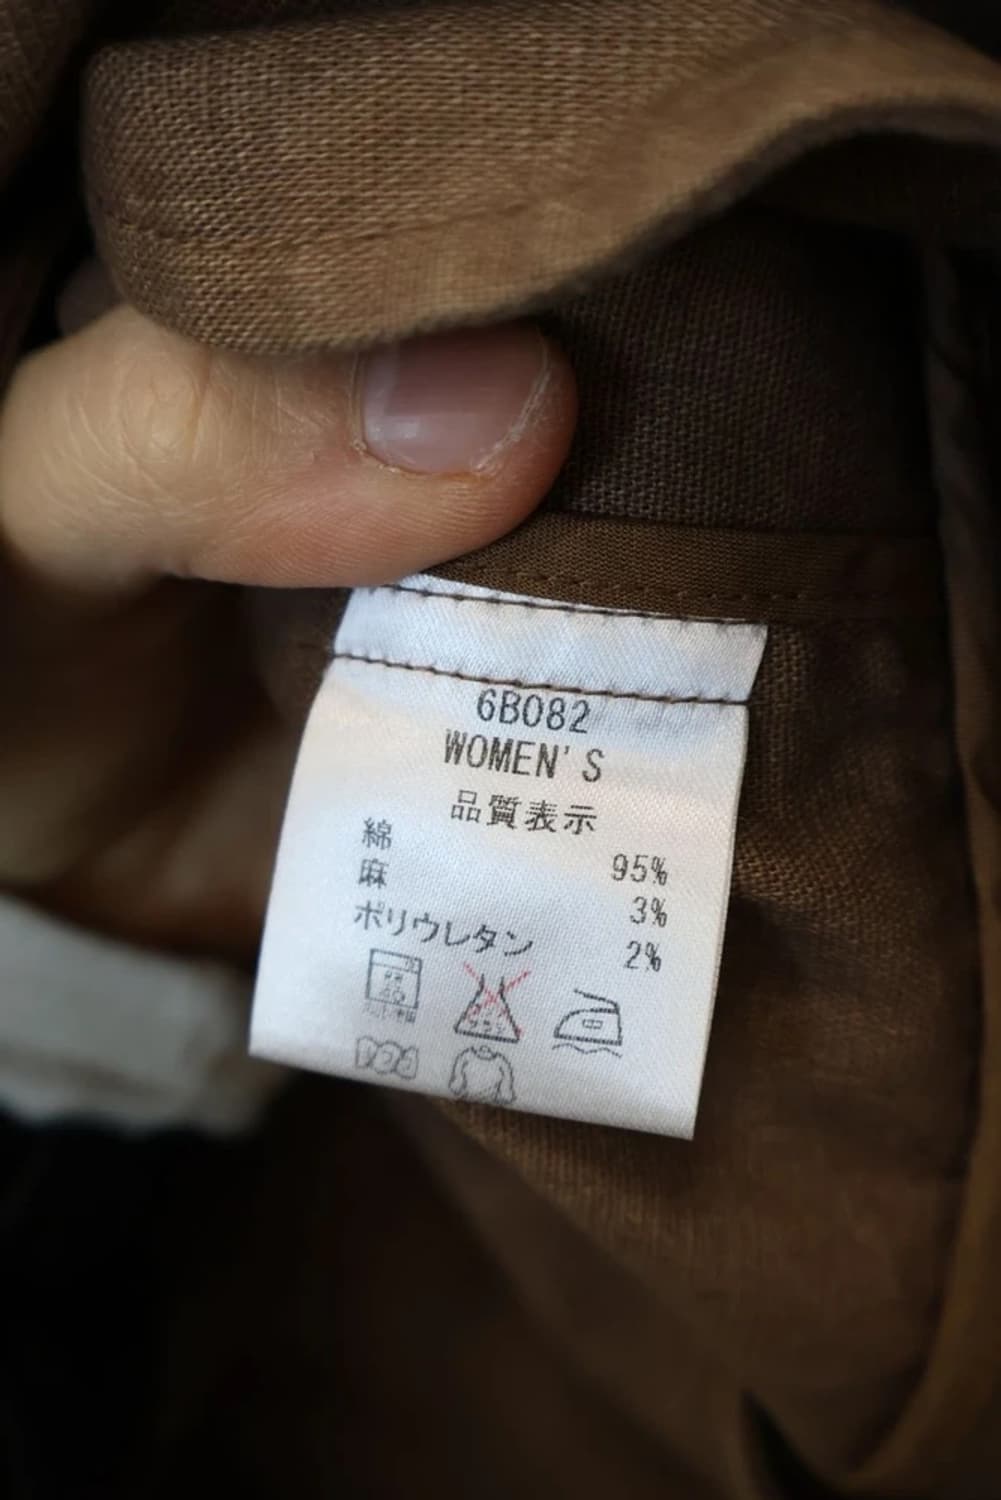 6B082
WOMEN'S
品質表示
綿 95%
麻 3%
ポリウレタン 2%